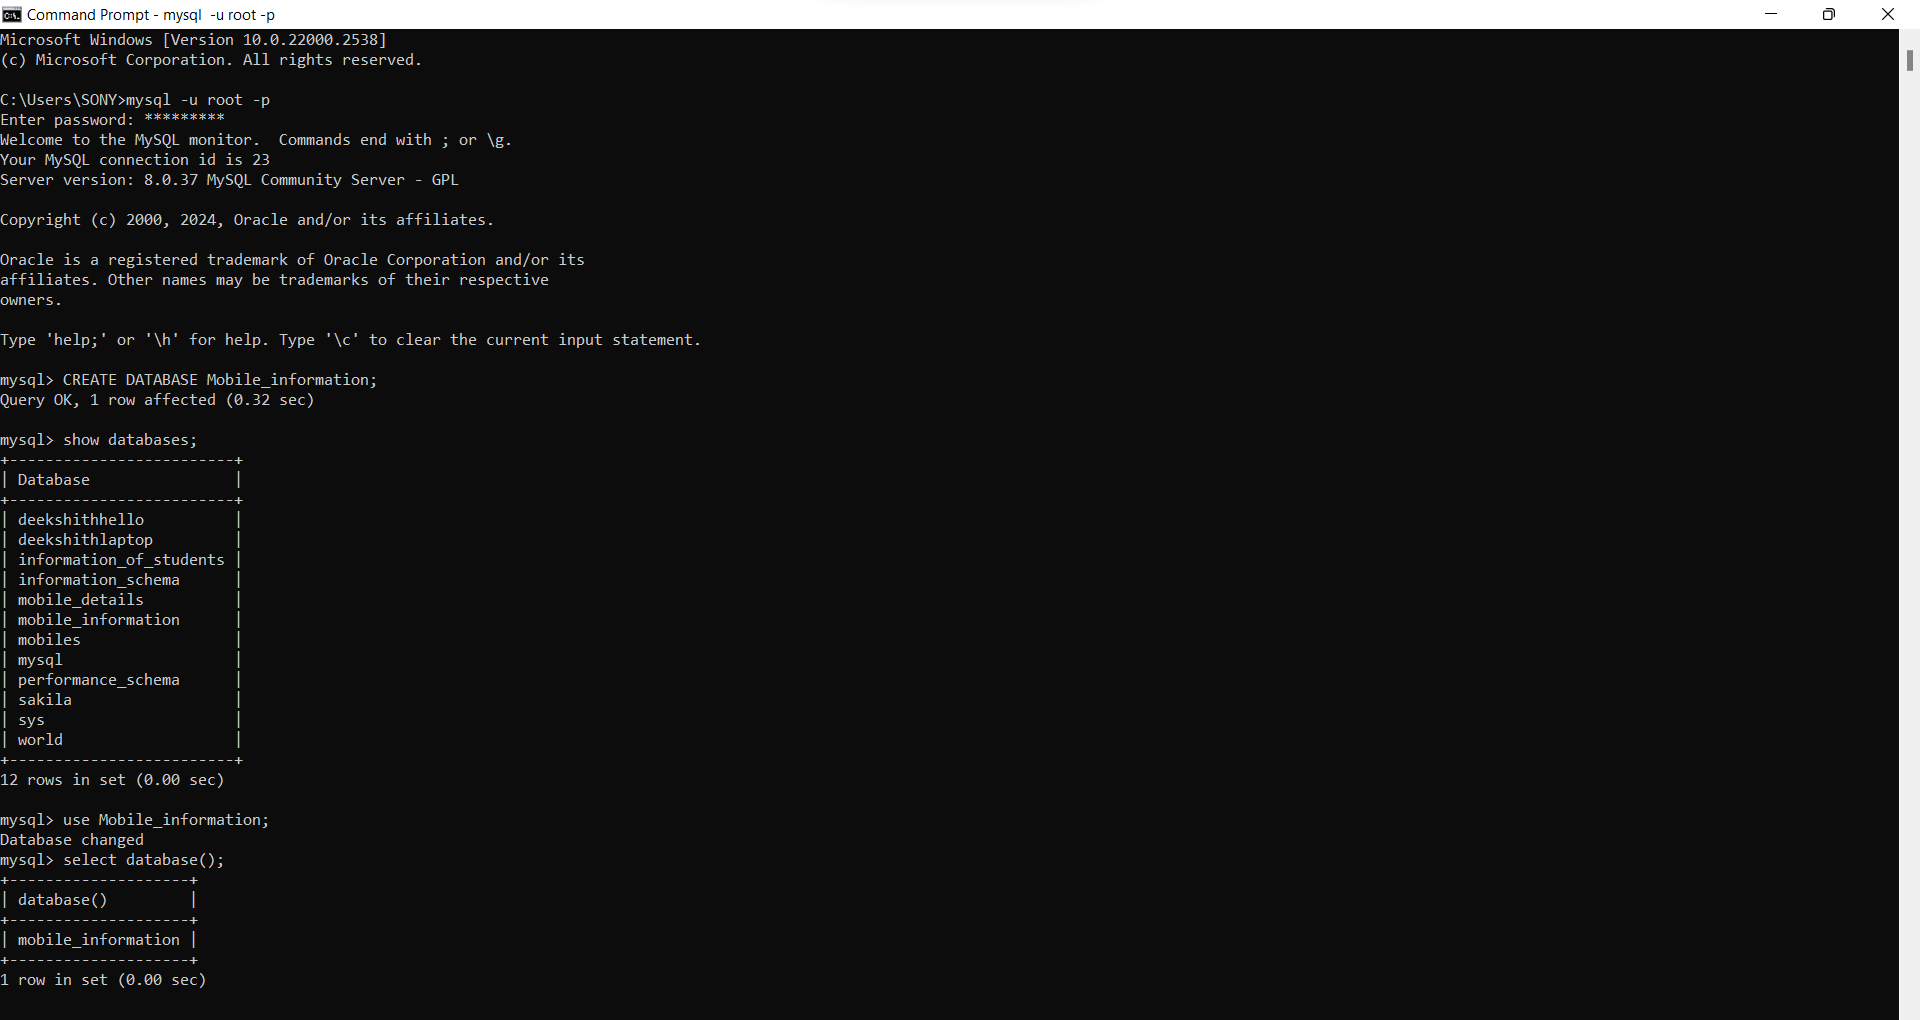 Command Prompt - mysql  -u root -p
Microsoft Windows [Version 10.0.22000.2538]
(c) Microsoft Corporation. All rights reserved.

C:\Users\SONY>mysql -u root -p
Enter password: *********
Welcome to the MySQL monitor.  Commands end with ; or \g.
Your MySQL connection id is 23
Server version: 8.0.37 MySQL Community Server - GPL

Copyright (c) 2000, 2024, Oracle and/or its affiliates.

Oracle is a registered trademark of Oracle Corporation and/or its
affiliates. Other names may be trademarks of their respective
owners.

Type 'help;' or '\h' for help. Type '\c' to clear the current input statement.

mysql> CREATE DATABASE Mobile_information;
Query OK, 1 row affected (0.32 sec)

mysql> show databases;
+-------------------------+
| Database                |
+-------------------------+
| deekshithhello          |
| deekshithlaptop         |
| information_of_students |
| information_schema      |
| mobile_details          |
| mobile_information      |
| mobiles                 |
| mysql                   |
| performance_schema      |
| sakila                  |
| sys                     |
| world                   |
+-------------------------+
12 rows in set (0.00 sec)

mysql> use Mobile_information;
Database changed
mysql> select database();
+--------------------+
| database()         |
+--------------------+
| mobile_information |
+--------------------+
1 row in set (0.00 sec)